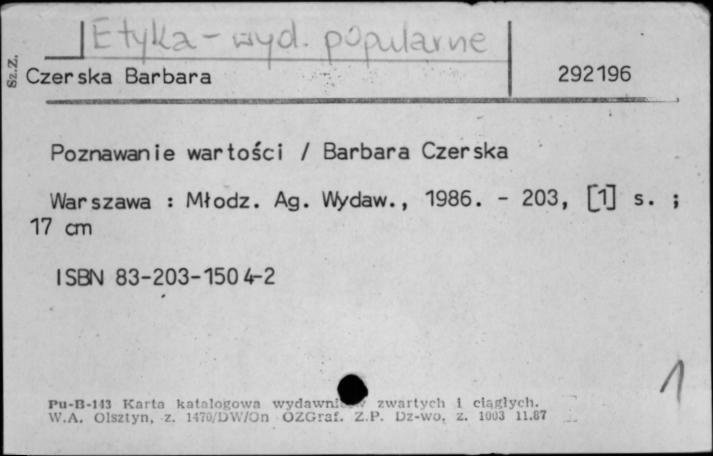 Etyka - wyd. popularne
Sz.Z.
Czerska Barbara 292196
Poznawanie wartości / Barbara Czerska
Warszawa : Młodz. Ag. Wydaw., 1986. - 203, [1] s. ;
17 cm
ISBN 83-203-1504-2
1
Pu-B-143 Karta katalogowa zwartych i ciągłych.
W.A. Olsztyn, z. 1470/DW/On OZGraf. Z.P. Dz-wo, z. 1003 11.87